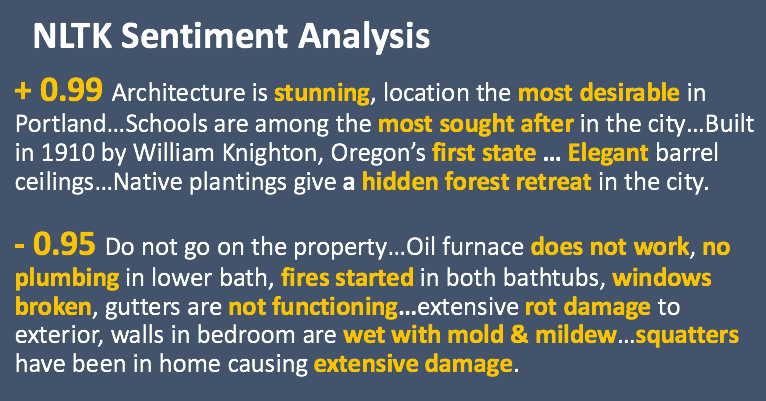 NLTK Sentiment Analysis
+ 0.99 Architecture is stunning, location the most desirable in
Portland...Schools are among the most sought after in the city...Built
in 1910 by William Knighton, Oregon’s first state ... Elegant barrel
ceilings...Native plantings give a hidden forest retreat in the city.
- 0.95 Do not go on the property...Oil furnace does not work, no
plumbing in lower bath, fires started in both bathtubs, windows
broken, gutters are not functioning...extensive rot damage to
exterior, walls in bedroom are wet with mold & mildew...squatters
have been in home causing extensive damage.